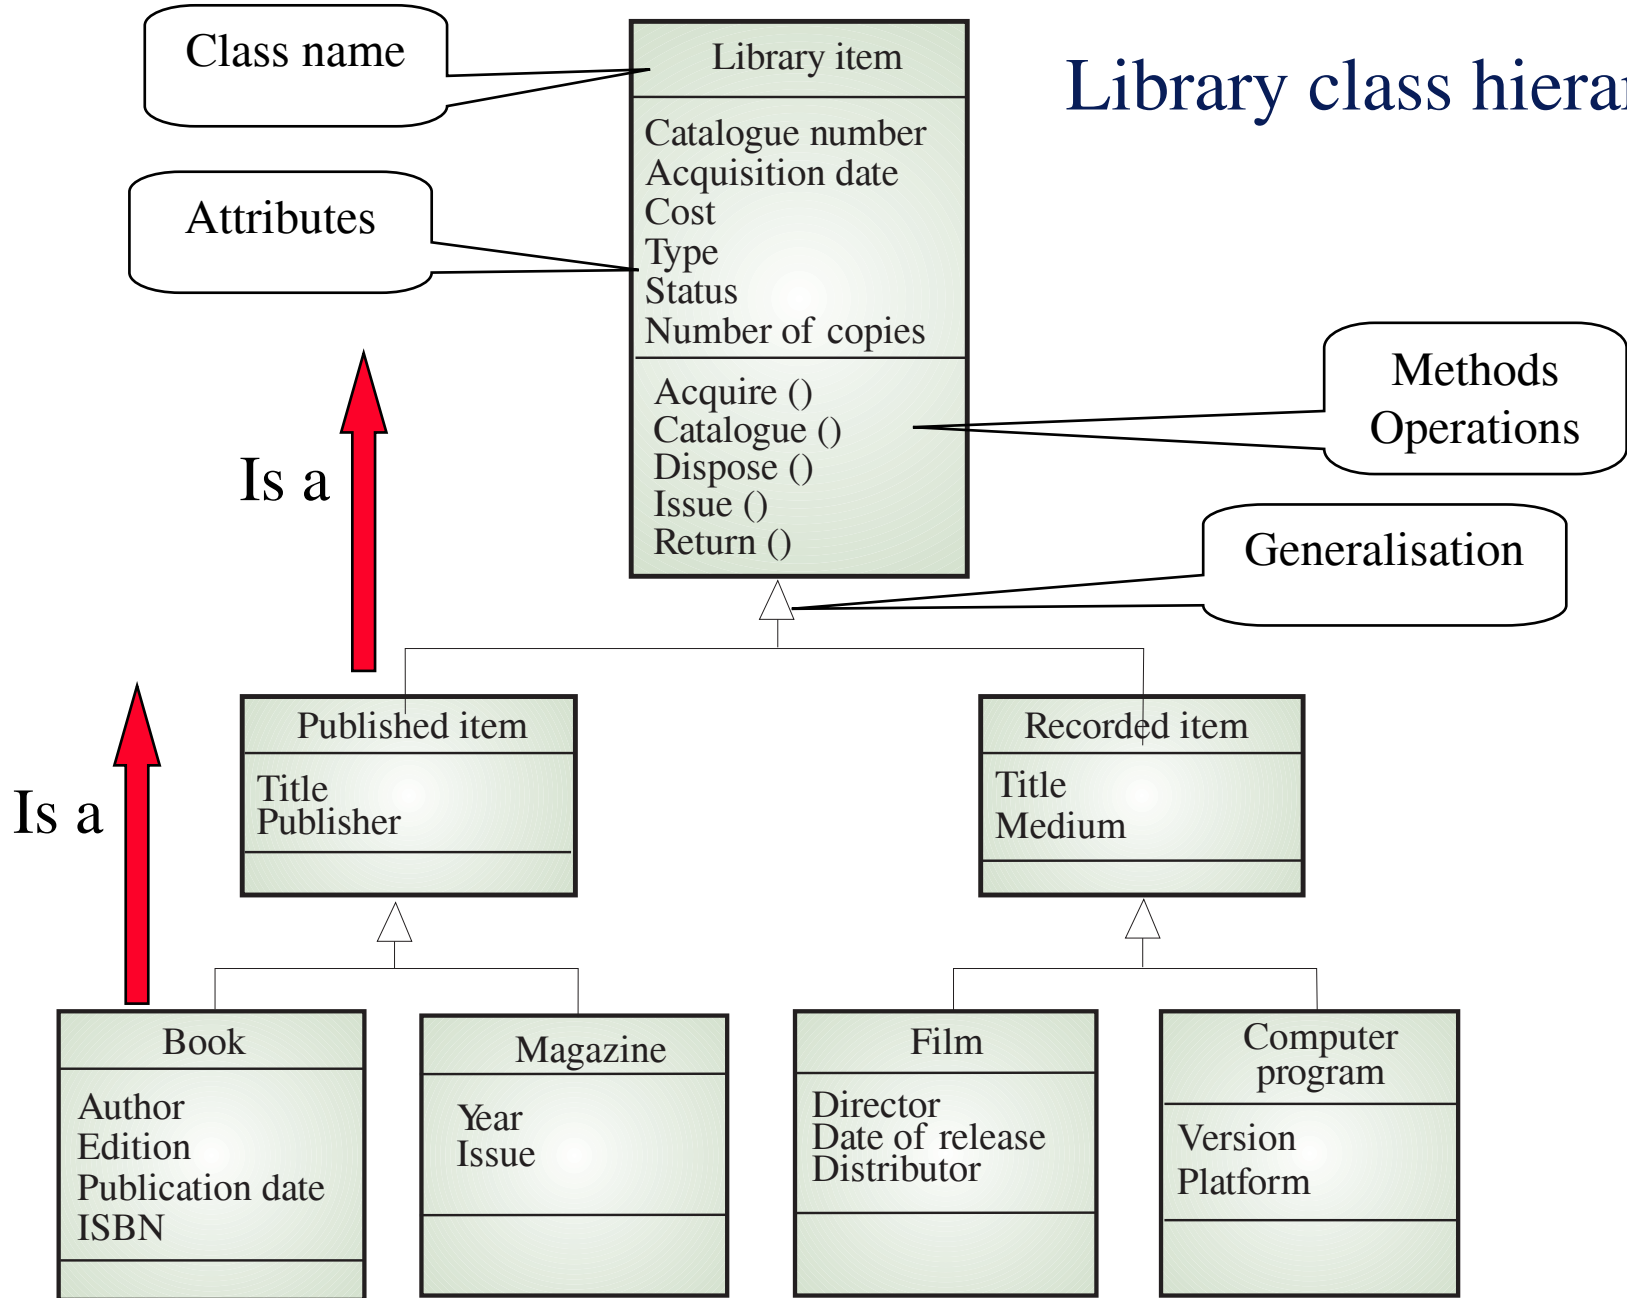 Class name
Library item
Library class hierar
Catalogue number
Acquisition date
Cost
Type
Status
Number of copies
Attributes
Acquire ()
Catalogue ()
Dispose ()
Issue ()
Return ()
Methods
Operations
Generalisation
Is a
Is a
Published item
Title
Publisher
Recorded item
Title
Medium
Book
Author
Edition
Publication date
ISBN
Magazine
Year
Issue
Film
Director
Date of release
Distributor
Computer
program
Version
Platform